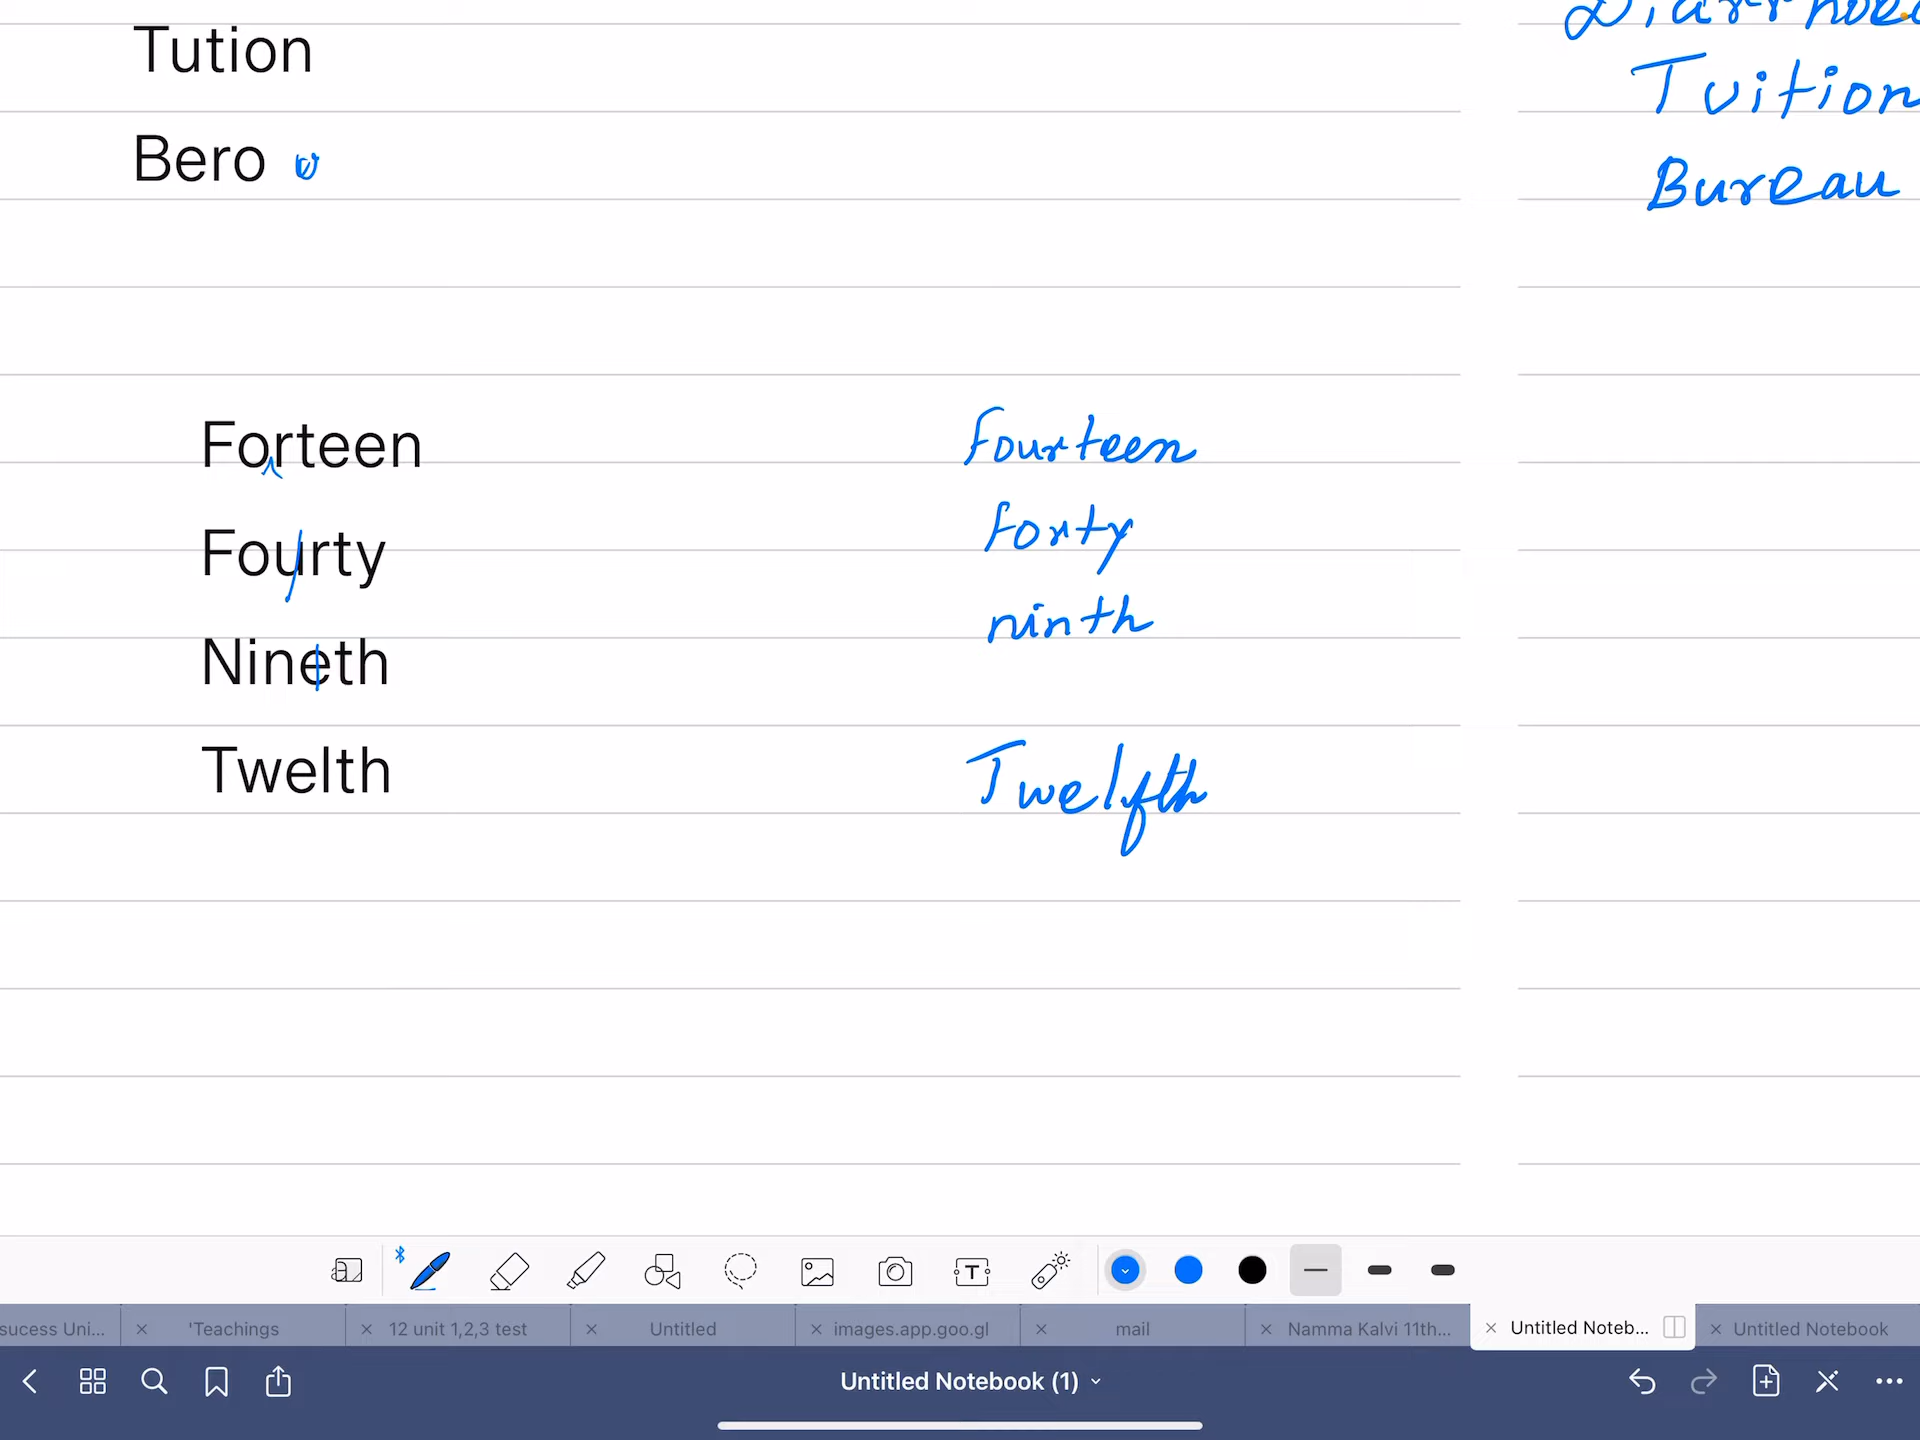 Tution
Tuition
Bero
Bureau
Forteen
fourteen
Fourty
forty
Nineth
ninth
Twelth
Twelfth
sucess Uni...
'Teachings
12 unit 1,2,3 test
Untitled
images.app.goo.gl
mail
Namma Kalvi 11th...
Untitled Noteb...
Untitled Notebook
Untitled Notebook (1)